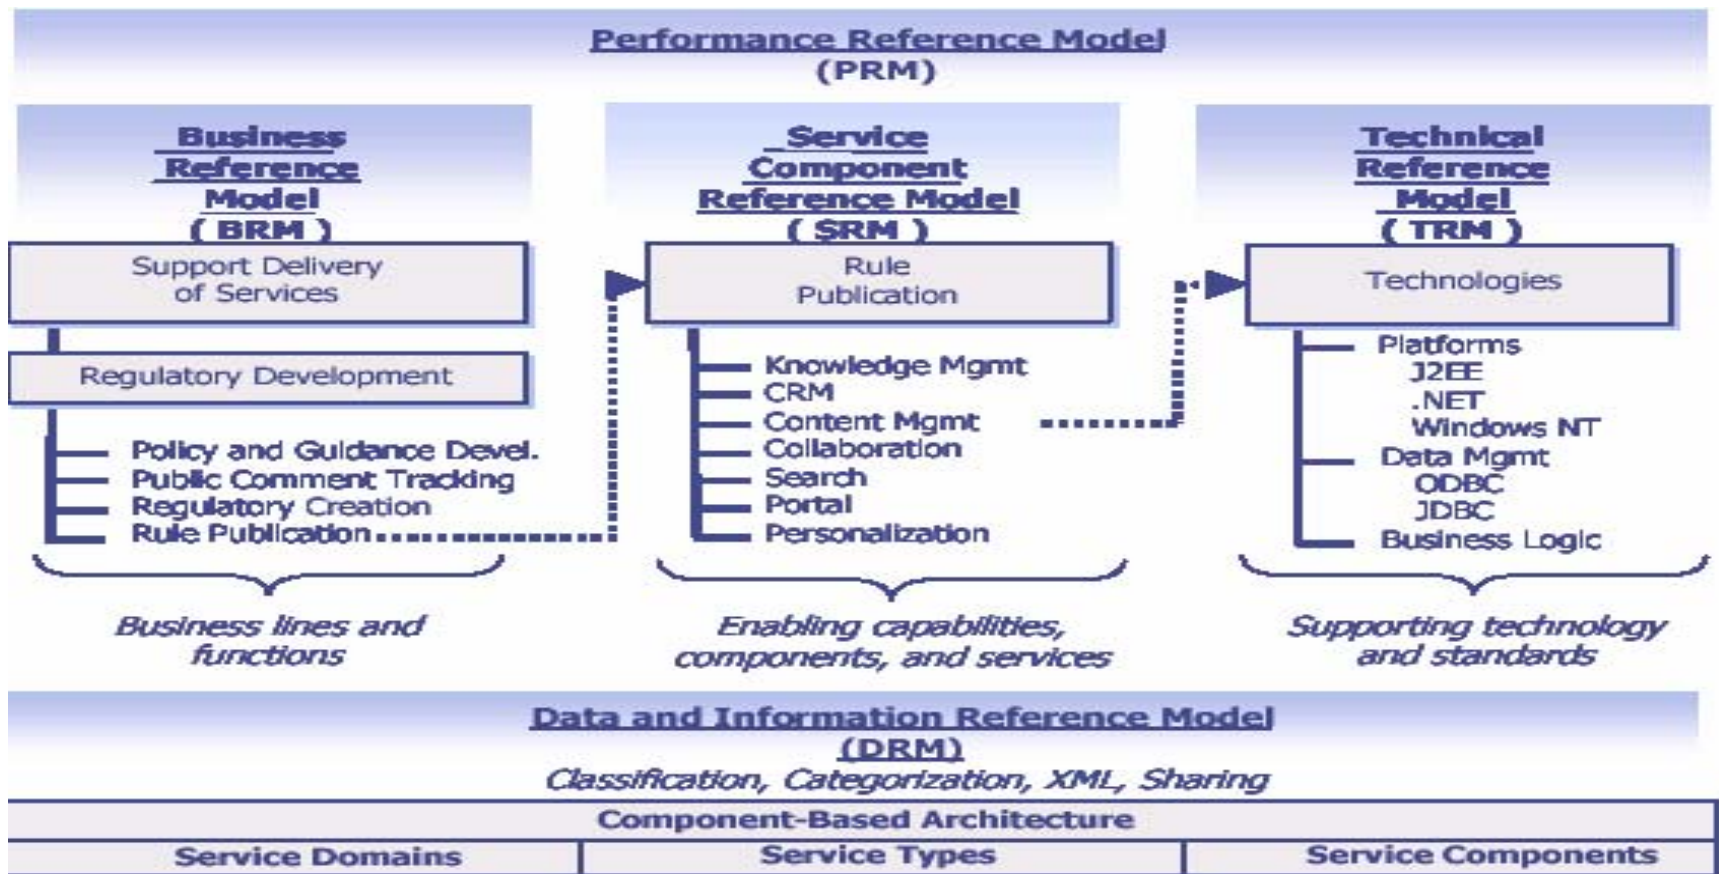 Performance Reference Model
(PRM)
Business
Reference
Model
( BRM )
Support Delivery
of Services
Regulatory Development
Policy and Guidance Devel.
Public Comment Tracking
Regulatory Creation
Rule Publication
Business lines and
functions
Service
Component
Reference Model
( SRM )
Rule
Publication
Knowledge Mgmt
CRM
Content Mgmt
Collaboration
Search
Portal
Personalization
Enabling capabilities,
components, and services
Technical
Reference
Model
( TRM )
Technologies
Platforms
J2EE
.NET
Windows NT
Data Mgmt
ODBC
JDBC
Business Logic
Supporting technology
and standards
Data and Information Reference Model
(DRM)
Classification, Categorization, XML, Sharing
Component-Based Architecture
Service Domains
Service Types
Service Components